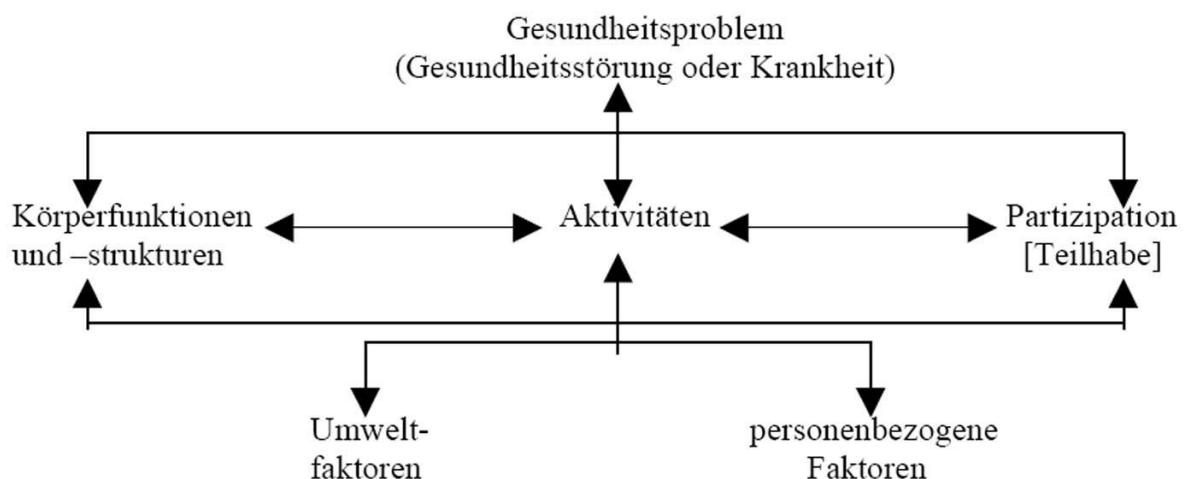 Gesundheitsproblem
(Gesundheitsstörung oder Krankheit)
Körperfunktionen
und –strukturen
Aktivitäten
Partizipation
[Teilhabe]
Umwelt-
faktoren
personenbezogene
Faktoren